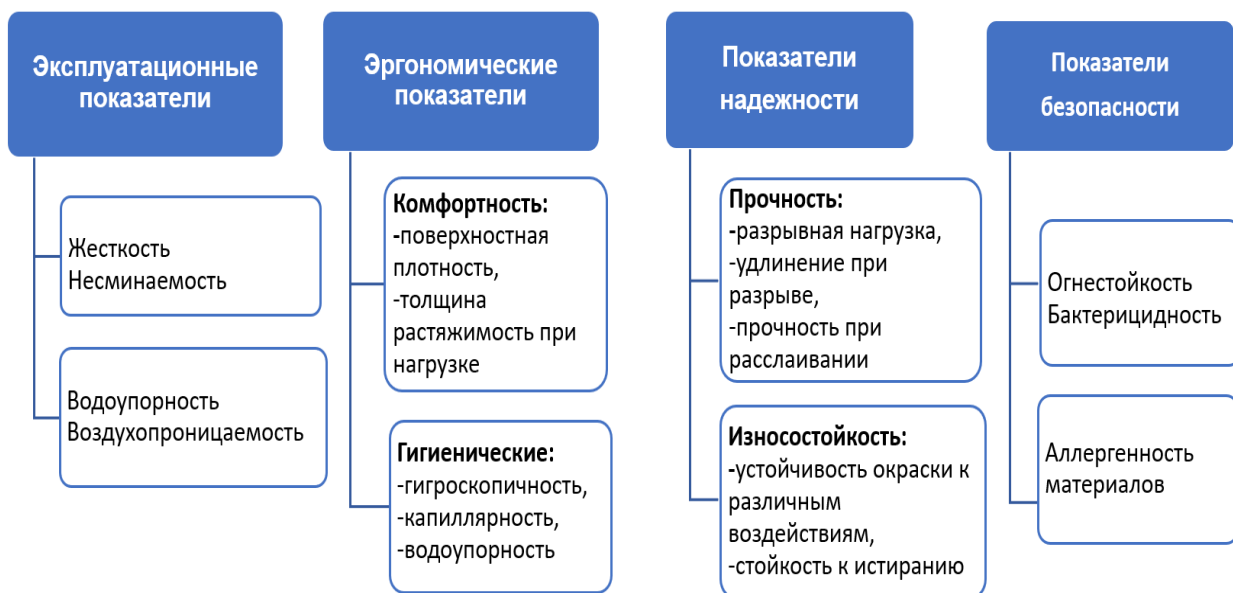 Эксплуатационные
показатели
Жесткость
Несминаемость
Водоупорность
Воздухопроницаемость
Эргономические
показатели
Комфортность:
-поверхностная
плотность,
-толщина
растяжимость при
нагрузке
Гигиенические:
-гигроскопичность,
-капиллярность,
-водоупорность
Показатели
надежности
Прочность:
-разрывная нагрузка,
-удлинение при
разрыве,
-прочность при
расслаивании
Износостойкость:
-устойчивость окраски к
различным
воздействиям,
-стойкость к истиранию
Показатели
безопасности
Огнестойкость
Бактерицидность
Аллергенность
материалов